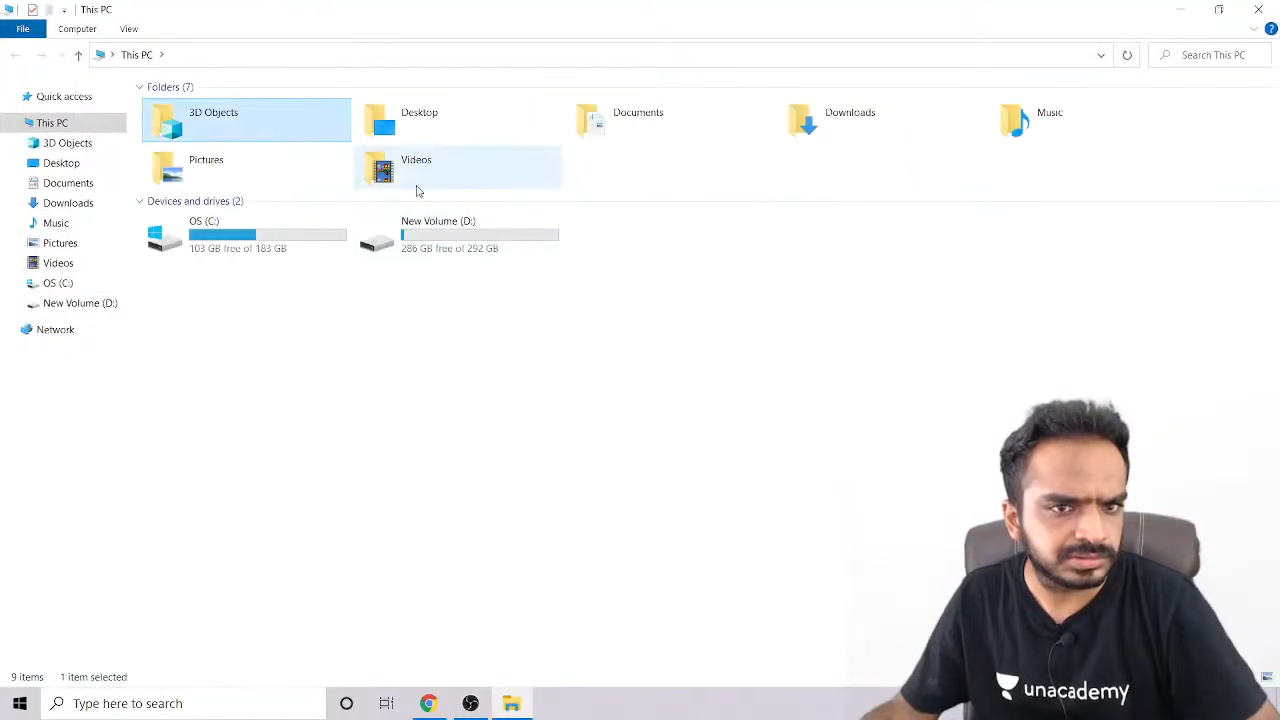 This PC
File
Computer
View
This PC
Search This PC
Quick access
This PC
3D Objects
Desktop
Documents
Downloads
Music
Pictures
Videos
OS (C:)
New Volume (D:)
Network
Folders (7)
3D Objects
Desktop
Documents
Downloads
Music
Pictures
Videos
Devices and drives (2)
OS (C:)
103 GB free of 183 GB
New Volume (D:)
286 GB free of 292 GB
unacademy
9 items
1 item selected
Type here to search